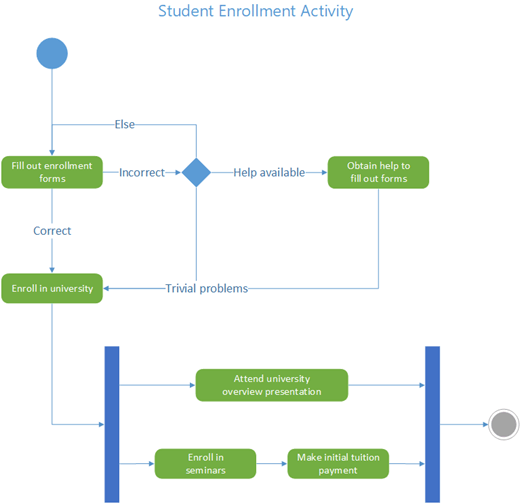 Student Enrollment Activity
Else
Fill out enrollment
forms
Incorrect
Help available
Obtain help to
fill out forms
Correct
Enroll in university
Trivial problems
Attend university
overview presentation
Enroll in
seminars
Make initial tuition
payment